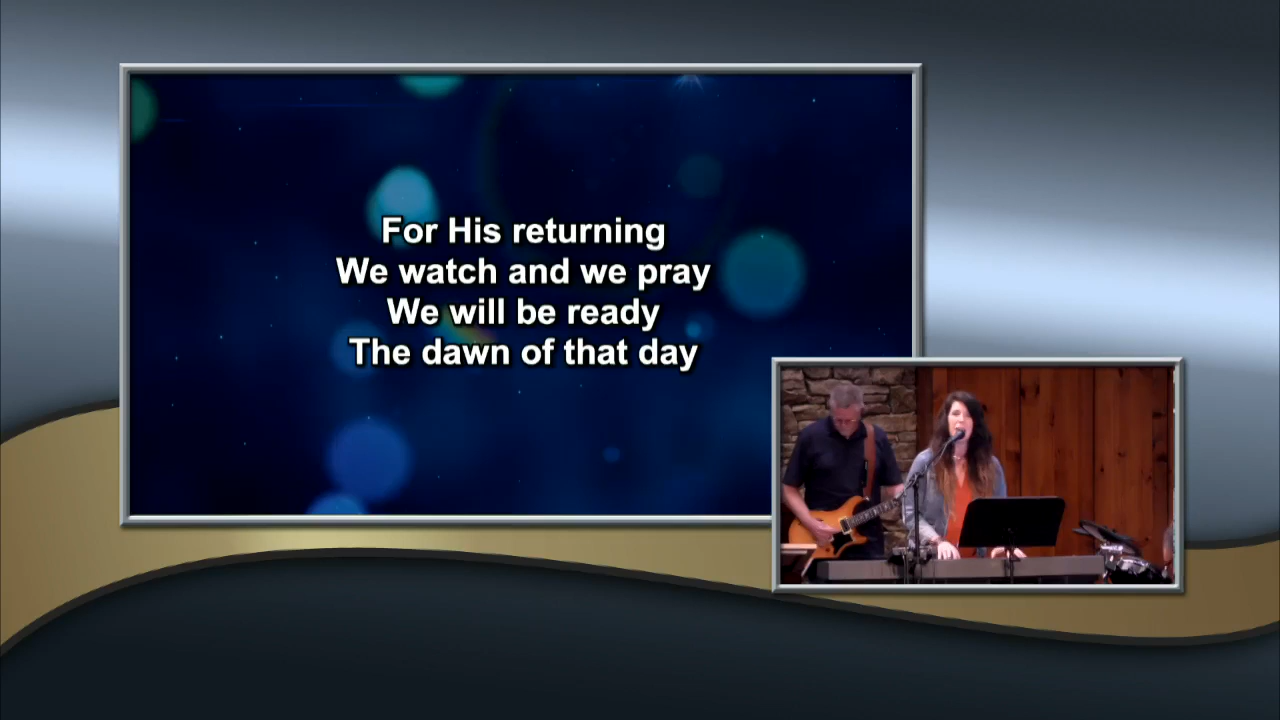 For His returning
We watch and we pray
We will be ready
The dawn of that day